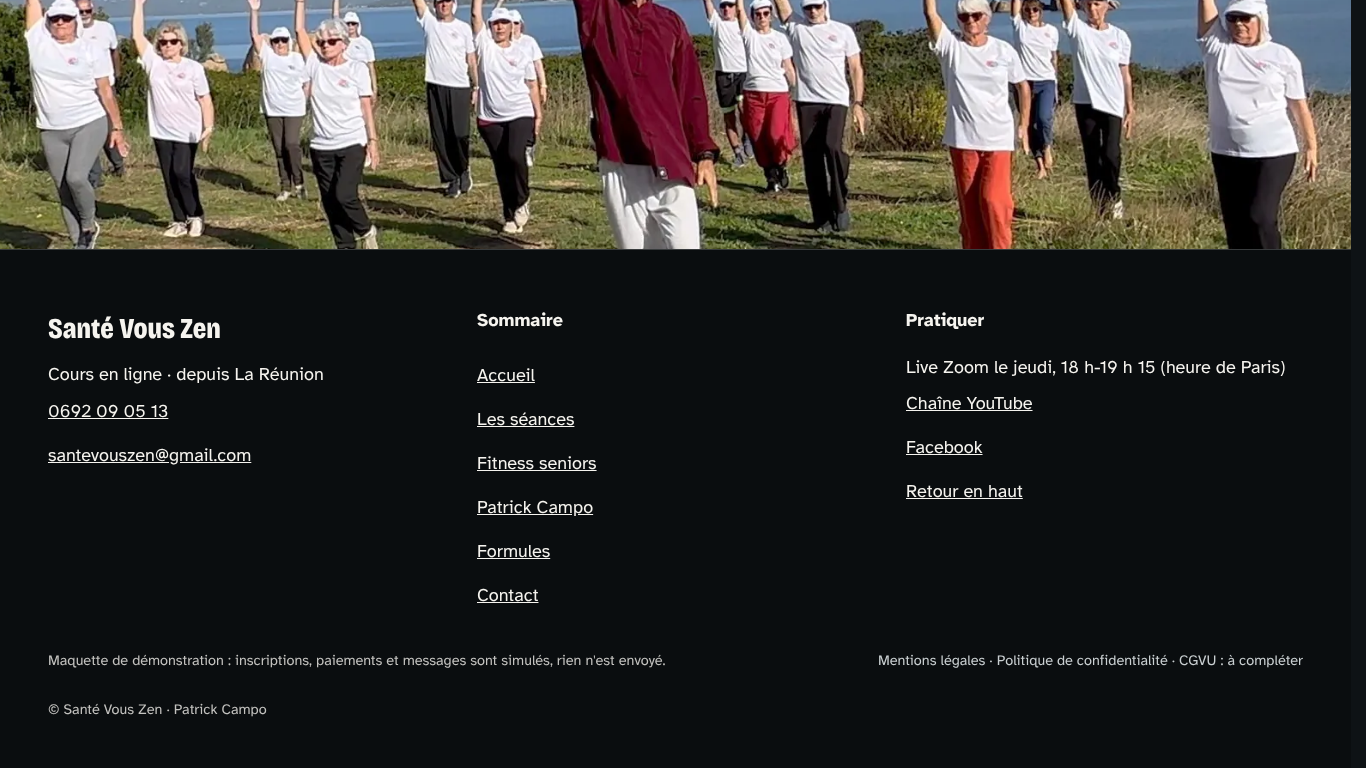 Santé Vous Zen
Cours en ligne · depuis La Réunion
0692 09 05 13
santevouszen@gmail.com
Sommaire
Accueil
Les séances
Fitness seniors
Patrick Campo
Formules
Contact
Pratiquer
Live Zoom le jeudi, 18 h-19 h 15 (heure de Paris)
Chaîne YouTube
Facebook
Retour en haut
Maquette de démonstration : inscriptions, paiements et messages sont simulés, rien n'est envoyé.
Mentions légales · Politique de confidentialité · CGVU : à compléter
© Santé Vous Zen · Patrick Campo